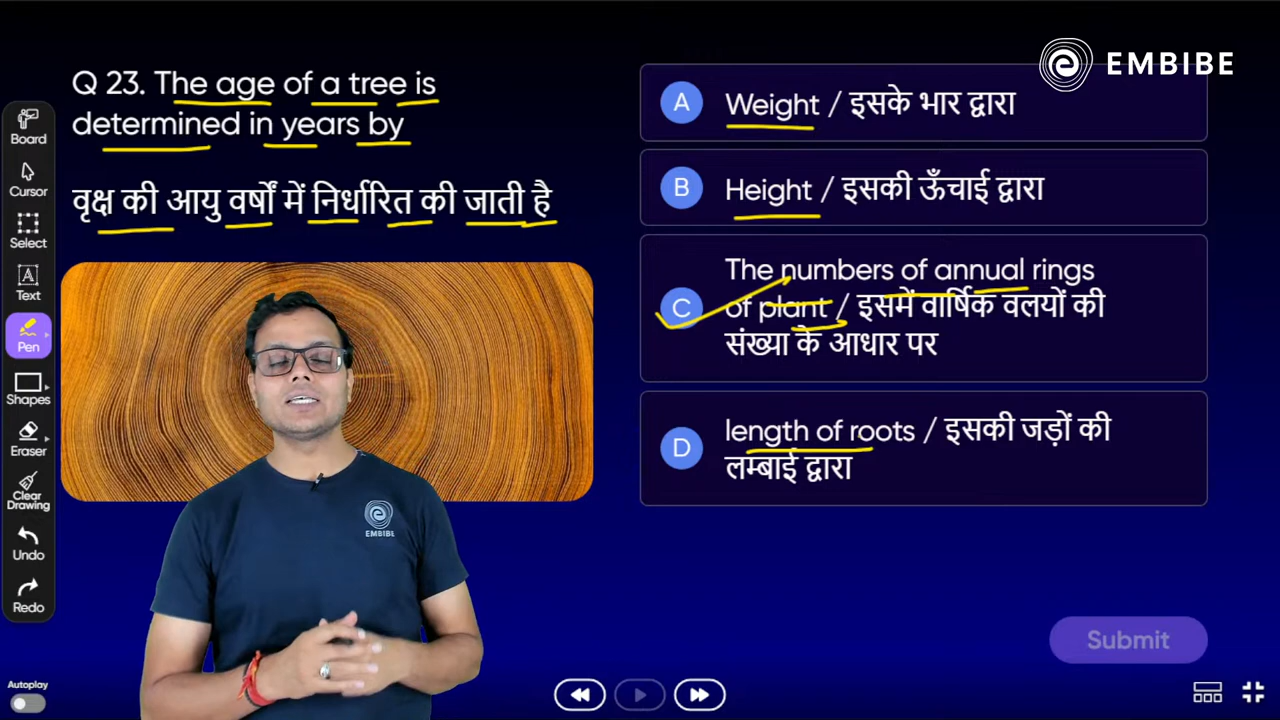 EMBIBE
Q 23. The age of a tree is
determined in years by
वृक्ष की आयु वर्षों में निर्धारित की जाती है
A Weight / इसके भार द्वारा
B Height / इसकी ऊँचाई द्वारा
C The numbers of annual rings
of plant / इसमें वार्षिक वलयों की
संख्या के आधार पर
D length of roots / इसकी जड़ों की
लम्बाई द्वारा
Board
Cursor
Select
A
Text
Pen
Shapes
Eraser
Clear
Drawing
Undo
Redo
EMBIBE
Submit
Autoplay